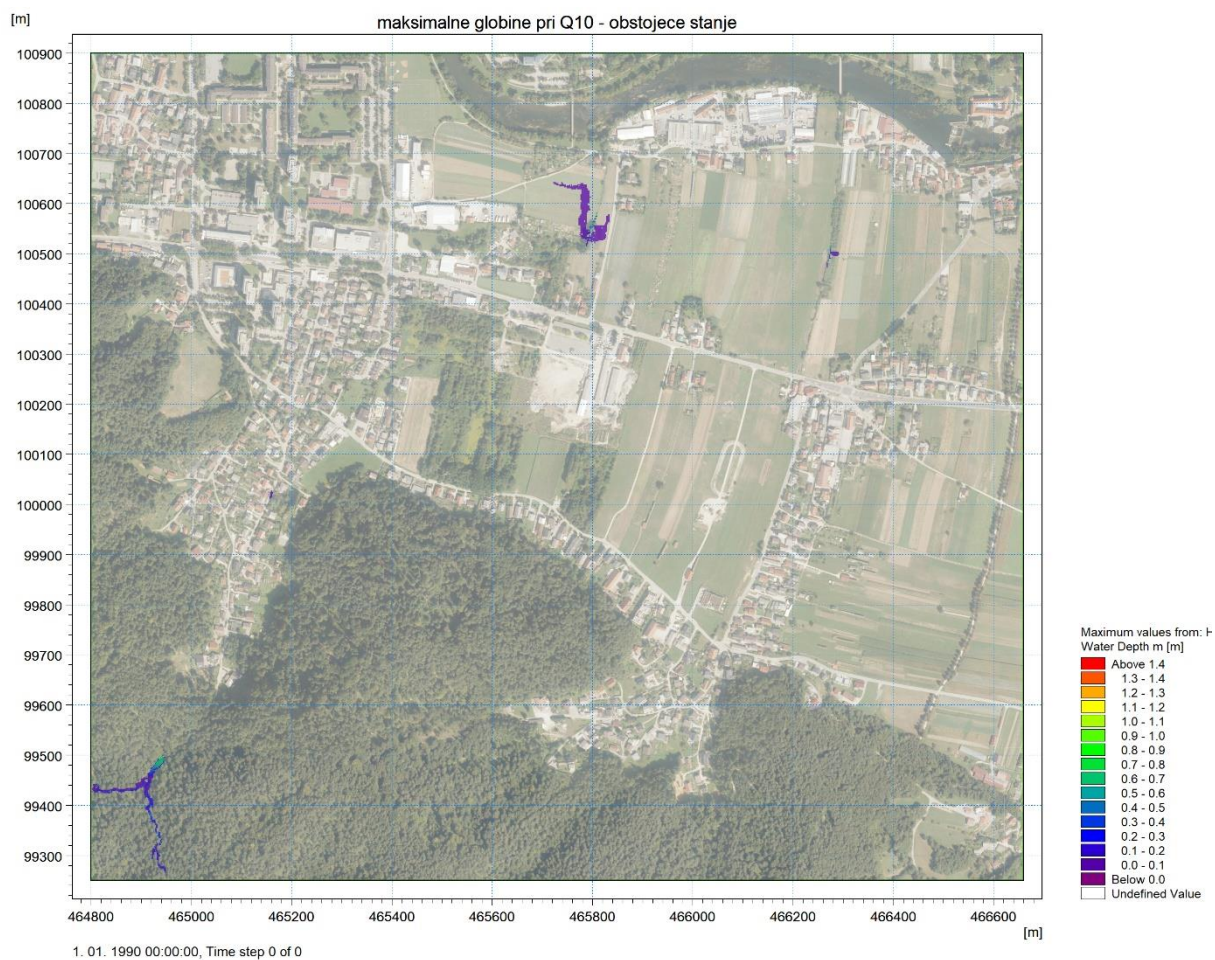 [m]
maksimalne globine pri Q10 - obstojece stanje
100900
100800
100700
100600
100500
100400
100300
100200
100100
100000
99900
99800
99700
99600
99500
99400
99300
464800 465000 465200 465400 465600 465800 466000 466200 466400 466600
[m]
1. 01. 1990 00:00:00, Time step 0 of 0
Maximum values from: H
Water Depth m [m]
Above 1.4
1.3 - 1.4
1.2 - 1.3
1.1 - 1.2
1.0 - 1.1
0.9 - 1.0
0.8 - 0.9
0.7 - 0.8
0.6 - 0.7
0.5 - 0.6
0.4 - 0.5
0.3 - 0.4
0.2 - 0.3
0.1 - 0.2
0.0 - 0.1
Below 0.0
Undefined Value